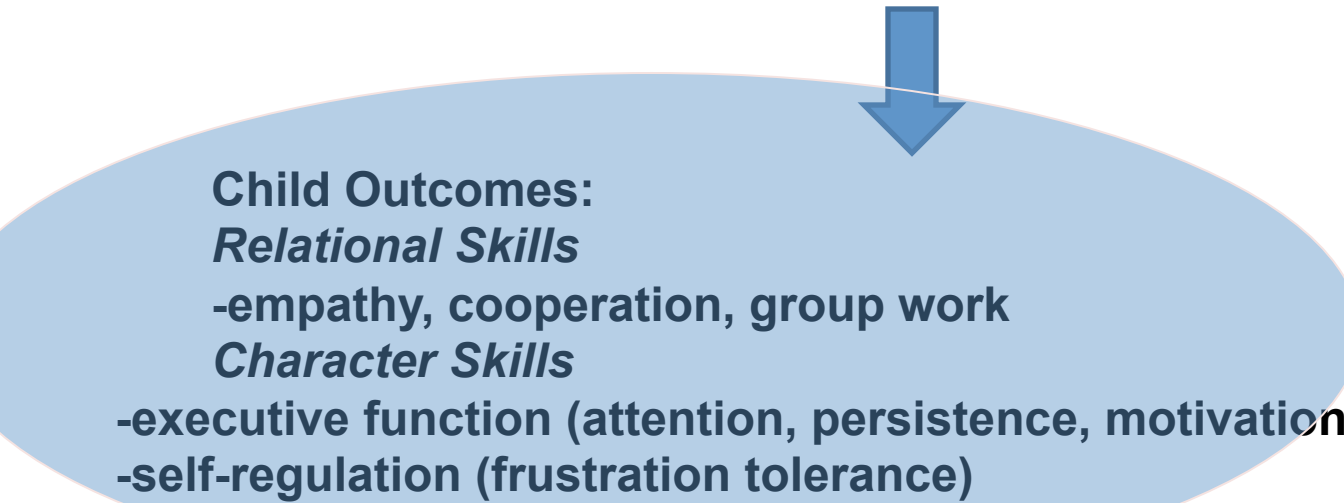 Child Outcomes:
Relational Skills
-empathy, cooperation, group work
Character Skills
-executive function (attention, persistence, motivation
-self-regulation (frustration tolerance)